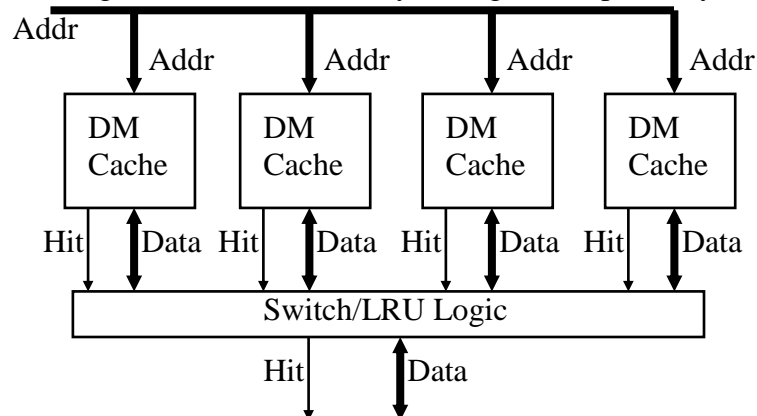 Addr
Addr Addr Addr Addr
DM DM DM DM
Cache Cache Cache Cache
Hit Data Hit Data Hit Data Hit Data
Switch/LRU Logic
Hit Data